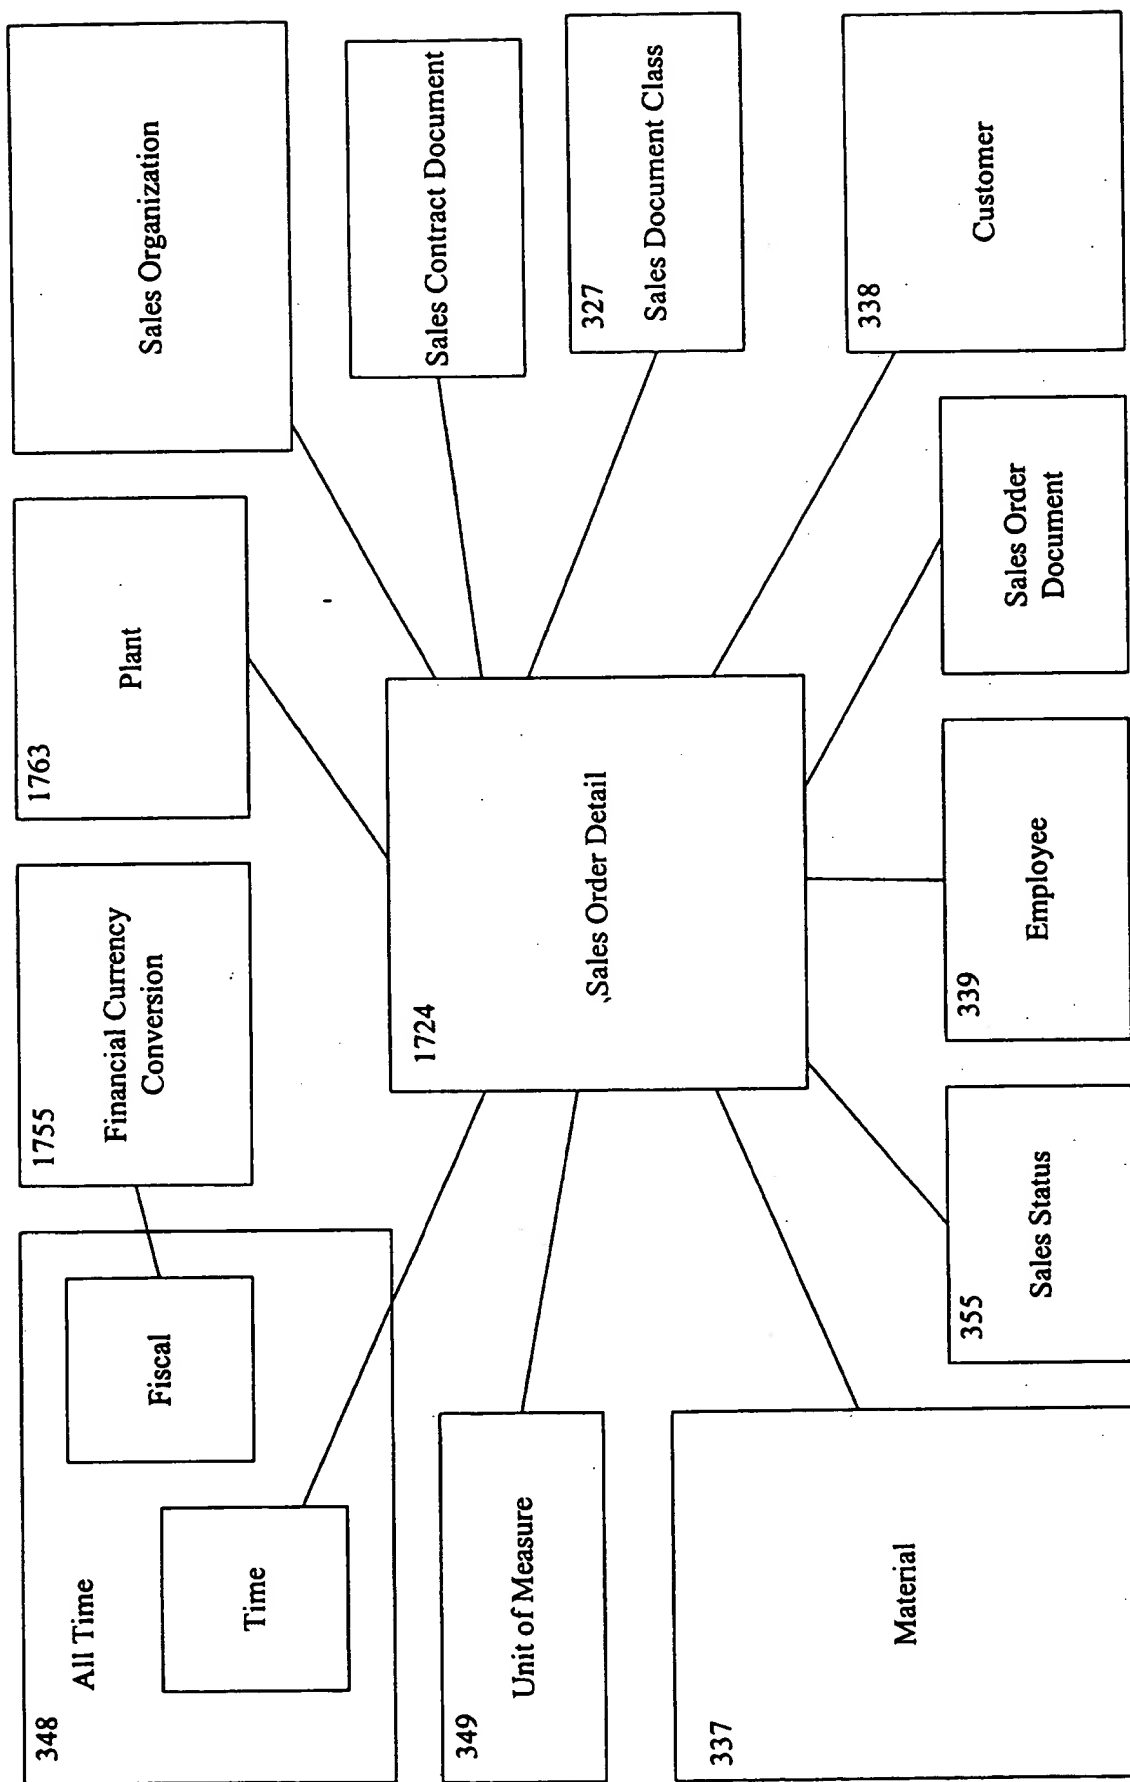 348
All Time
Time
Fiscal
1755
Financial Currency
Conversion
1763
Plant
Sales Organization
349
Unit of Measure
1724
Sales Order Detail
Sales Contract Document
327
Sales Document Class
337
Material
355
Sales Status
339
Employee
Sales Order
Document
338
Customer